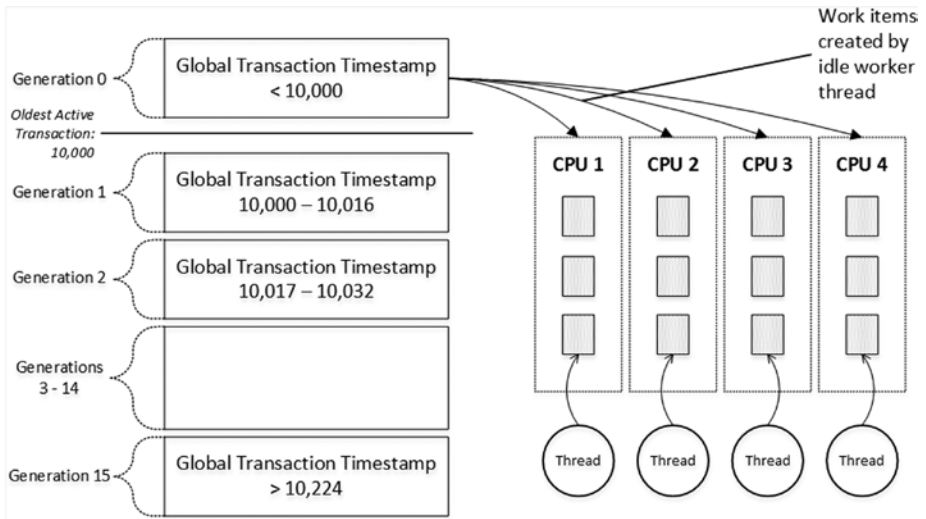 Generation 0
Global Transaction Timestamp
< 10,000
Oldest Active
Transaction:
10,000
Generation 1
Global Transaction Timestamp
10,000 – 10,016
Generation 2
Global Transaction Timestamp
10,017 – 10,032
Generations
3 - 14
Generation 15
Global Transaction Timestamp
> 10,224
Work items
created by
idle worker
thread
CPU 1
CPU 2
CPU 3
CPU 4
Thread
Thread
Thread
Thread